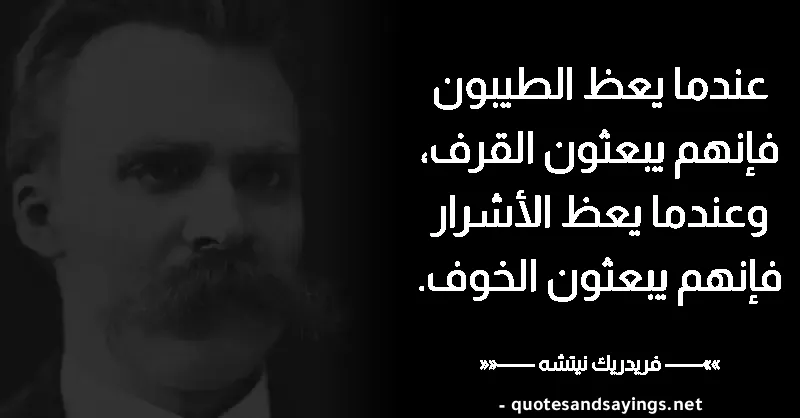 عندما يعظ الطيبون
فإنهم يبعثون القرف،
وعندما يعظ الأشرار
فإنهم يبعثون الخوف.
»»—— فريدريك نيتشه ——««
- quotesandsayings.net